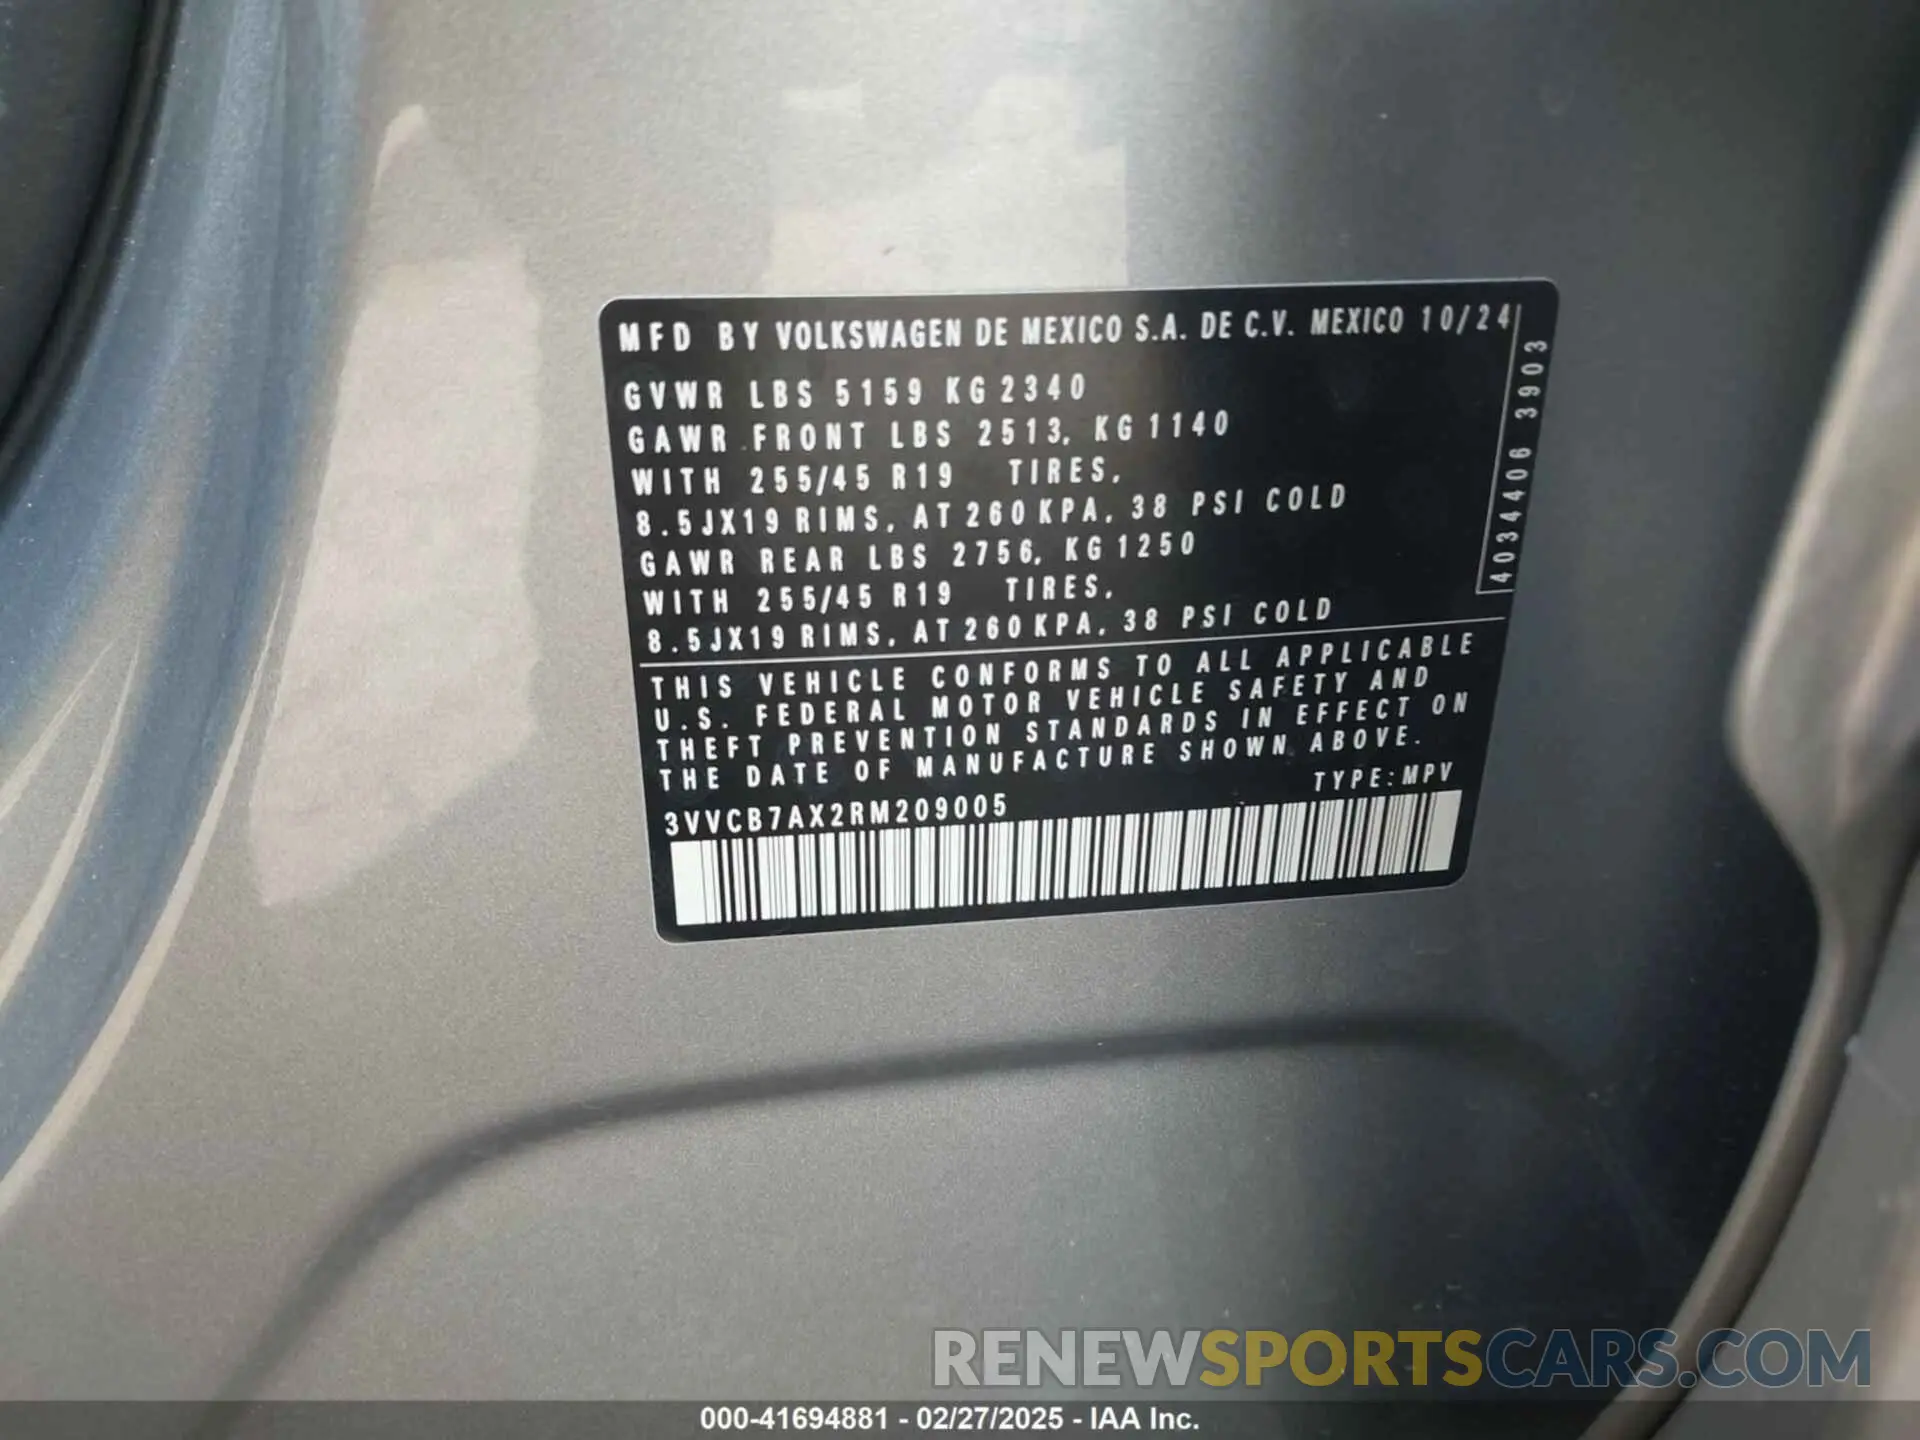 MFD BY VOLKSWAGEN DE MEXICO S.A. DE C.V. MEXICO 10/24
GVWR LBS 5159 KG 2340
GAWR FRONT LBS 2513, KG 1140
WITH 255/45 R19 TIRES,
8.5JX19 RIMS, AT 260 KPA, 38 PSI COLD
GAWR REAR LBS 2756, KG 1250
WITH 255/45 R19 TIRES,
8.5JX19 RIMS, AT 260 KPA, 38 PSI COLD
4034406 3903
THIS VEHICLE CONFORMS TO ALL APPLICABLE
U.S. FEDERAL MOTOR VEHICLE SAFETY AND
THEFT PREVENTION STANDARDS IN EFFECT ON
THE DATE OF MANUFACTURE SHOWN ABOVE.
TYPE:MPV
3VVCB7AX2RM209005
RENEWSPORTSCARS.COM
000-41694881 - 02/27/2025 - IAA Inc.